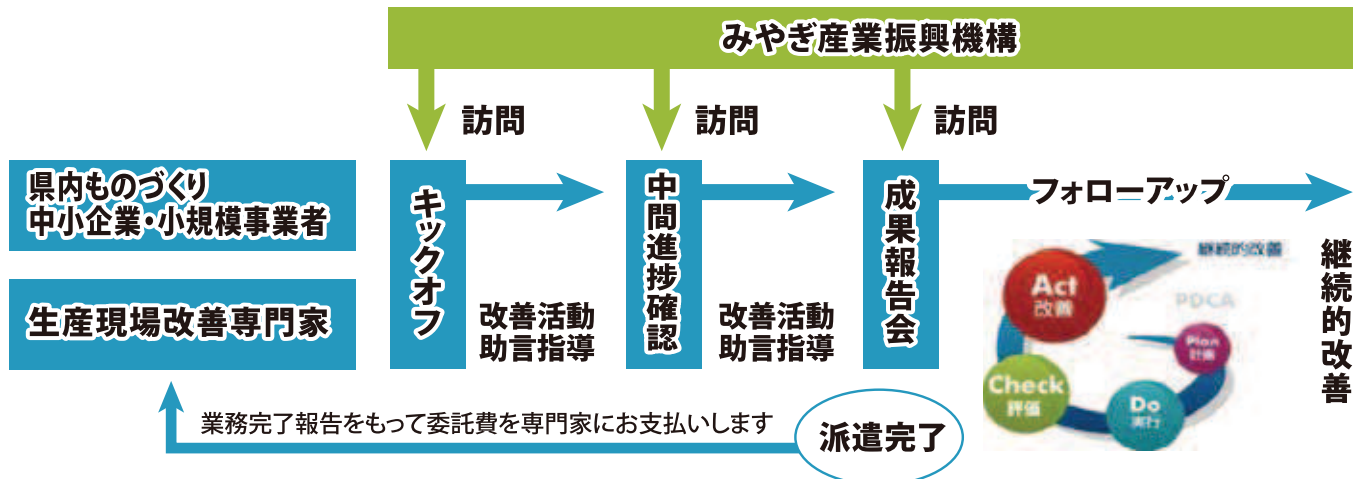 みやぎ産業振興機構
訪問
訪問
訪問
県内ものづくり
中小企業・小規模事業者
生産現場改善専門家
キックオフ
改善活動
助言指導
中間進捗確認
改善活動
助言指導
成果報告会
フォローアップ
継続的改善
継続的改善
PDCA
Act
改善
Plan
計画
Do
実行
Check
評価
業務完了報告をもって委託費を専門家にお支払いします
派遣完了